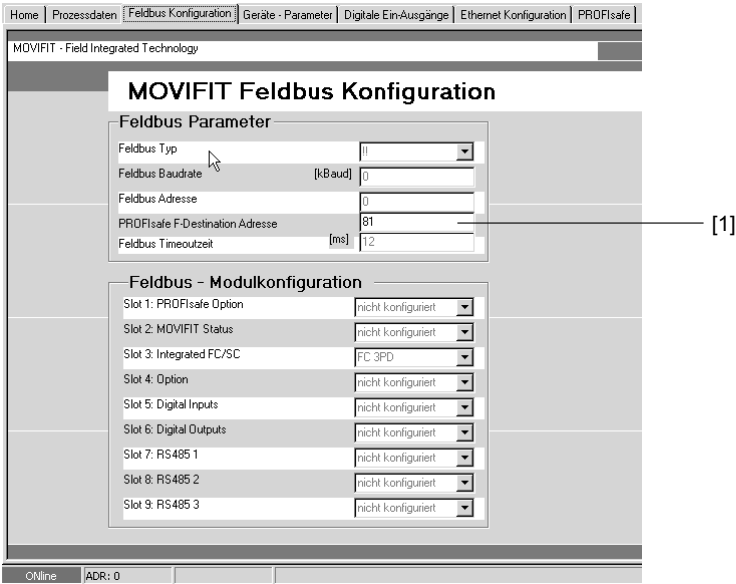 Home Prozessdaten Feldbus Konfiguration Geräte - Parameter Digitale Ein-Ausgänge Ethernet Konfiguration PROFIsafe
MOVIFIT - Field Integrated Technology
MOVIFIT Feldbus Konfiguration
Feldbus Parameter
Feldbus Typ !!
Feldbus Baudrate [kBaud] 0
Feldbus Adresse 0
PROFIsafe F-Destination Adresse 81 [1]
Feldbus Timeoutzeit [ms] 12
Feldbus - Modulkonfiguration
Slot 1: PROFIsafe Option nicht konfiguriert
Slot 2: MOVIFIT Status nicht konfiguriert
Slot 3: Integrated FC/SC FC 3PD
Slot 4: Option nicht konfiguriert
Slot 5: Digital Inputs nicht konfiguriert
Slot 6: Digital Outputs nicht konfiguriert
Slot 7: RS485 1 nicht konfiguriert
Slot 8: RS485 2 nicht konfiguriert
Slot 9: RS485 3 nicht konfiguriert
ONline ADR: 0